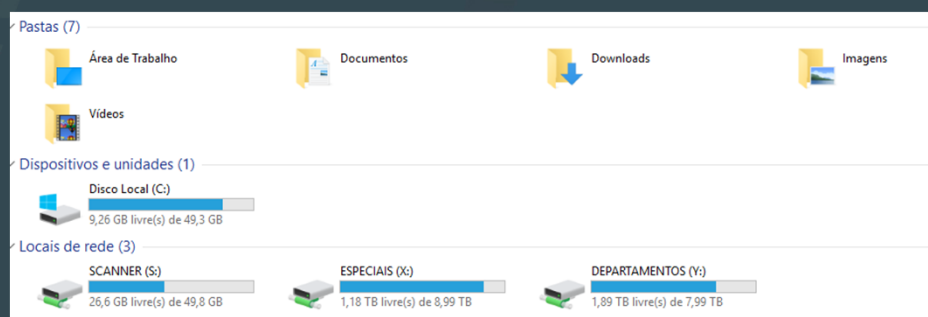 Pastas (7)
Área de Trabalho
Documentos
Downloads
Imagens
Vídeos
Dispositivos e unidades (1)
Disco Local (C:)
9,26 GB livre(s) de 49,3 GB
Locais de rede (3)
SCANNER (S:)
26,6 GB livre(s) de 49,8 GB
ESPECIAIS (X:)
1,18 TB livre(s) de 8,99 TB
DEPARTAMENTOS (Y:)
1,89 TB livre(s) de 7,99 TB